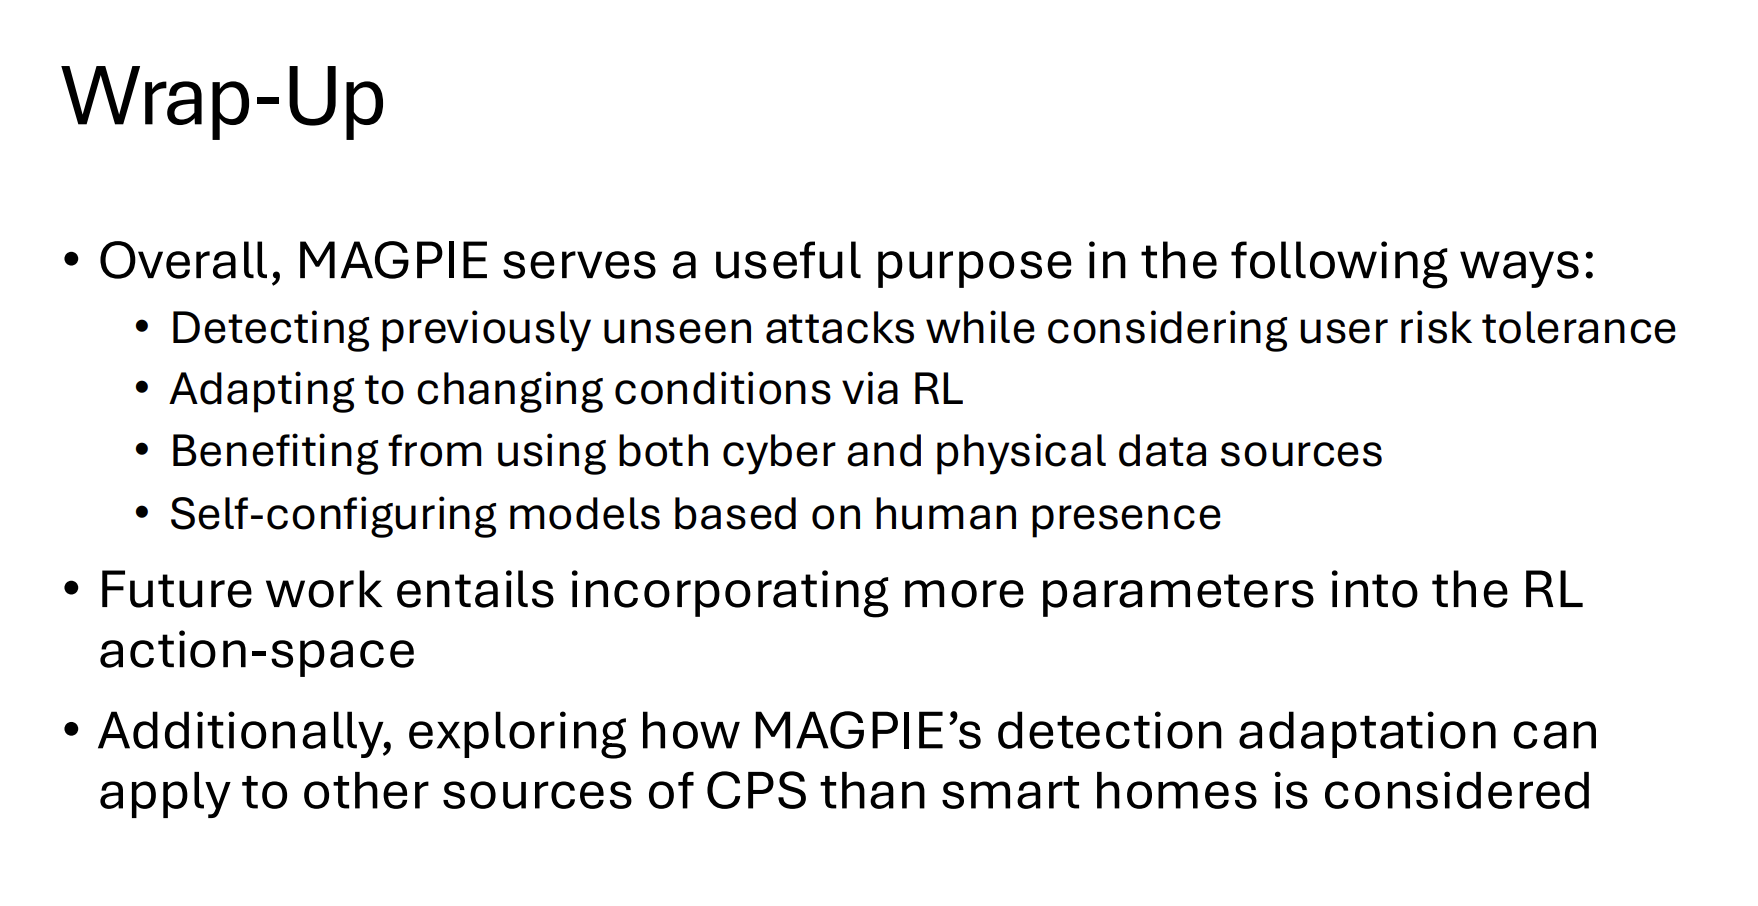 Wrap-Up
• Overall, MAGPIE serves a useful purpose in the following ways:
• Detecting previously unseen attacks while considering user risk tolerance
• Adapting to changing conditions via RL
• Benefiting from using both cyber and physical data sources
• Self-configuring models based on human presence
• Future work entails incorporating more parameters into the RL
action-space
• Additionally, exploring how MAGPIE’s detection adaptation can
apply to other sources of CPS than smart homes is considered